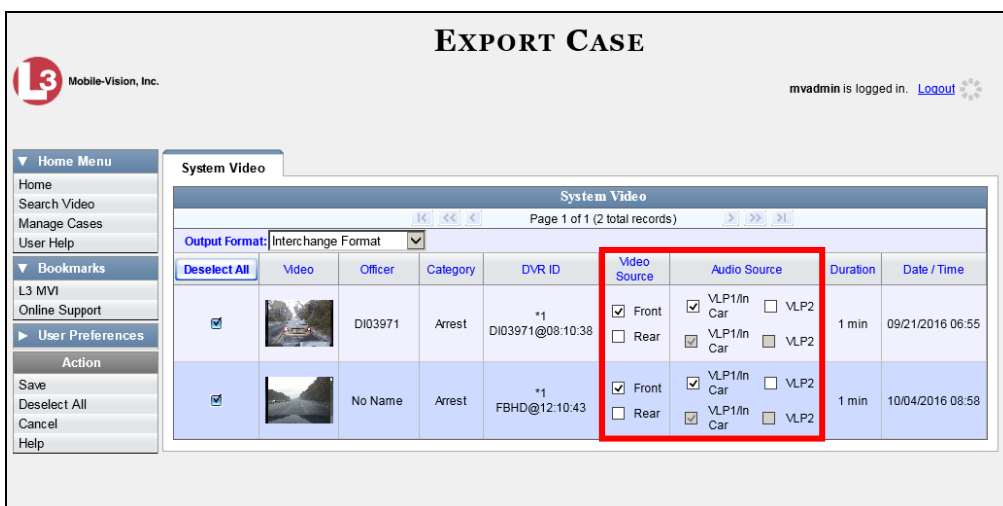 EXPORT CASE
L3 Mobile-Vision, Inc.
mvadmin is logged in. Logout
Home Menu
Home
Search Video
Manage Cases
User Help
Bookmarks
L3 MVI
Online Support
User Preferences
Action
Save
Deselect All
Cancel
Help
System Video
System Video
Page 1 of 1 (2 total records)
Output Format: Interchange Format
Deselect All Video Officer Category DVR ID Video Source Audio Source Duration Date / Time
DI03971 Arrest *1 DI03971@08:10:38 Front VLP1/In Car VLP2 1 min 09/21/2016 06:55
Rear VLP1/In Car VLP2
No Name Arrest *1 FBHD@12:10:43 Front VLP1/In Car VLP2 1 min 10/04/2016 08:58
Rear VLP1/In Car VLP2